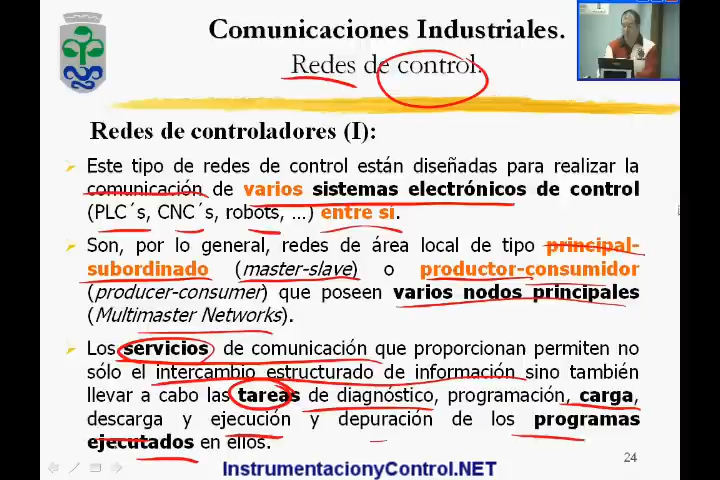 Comunicaciones Industriales.
Redes de control.
Redes de controladores (I):
Este tipo de redes de control están diseñadas para realizar la
comunicación de varios sistemas electrónicos de control
(PLC´s, CNC´s, robots, ...) entre sí.
Son, por lo general, redes de área local de tipo principal-
subordinado (master-slave) o productor-consumidor
(producer-consumer) que poseen varios nodos principales
(Multimaster Networks).
Los servicios de comunicación que proporcionan permiten no
sólo el intercambio estructurado de información sino también
llevar a cabo las tareas de diagnóstico, programación, carga,
descarga y ejecución y depuración de los programas
ejecutados en ellos.
24
InstrumentacionyControl.NET